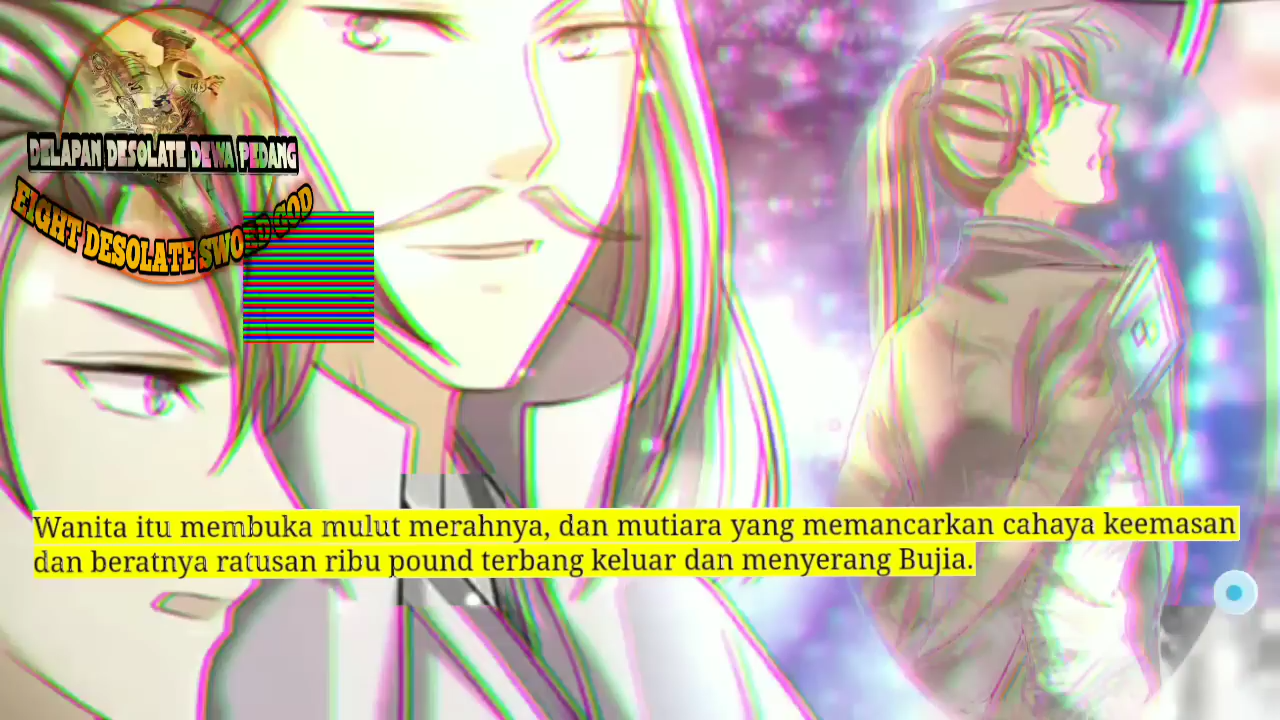 DELAPAN DESOLATE DEWA PEDANG
EIGHT DESOLATE SWORD GOD
Wanita itu membuka mulut merahnya, dan mutiara yang memancarkan cahaya keemasan
dan beratnya ratusan ribu pound terbang keluar dan menyerang Bujia.